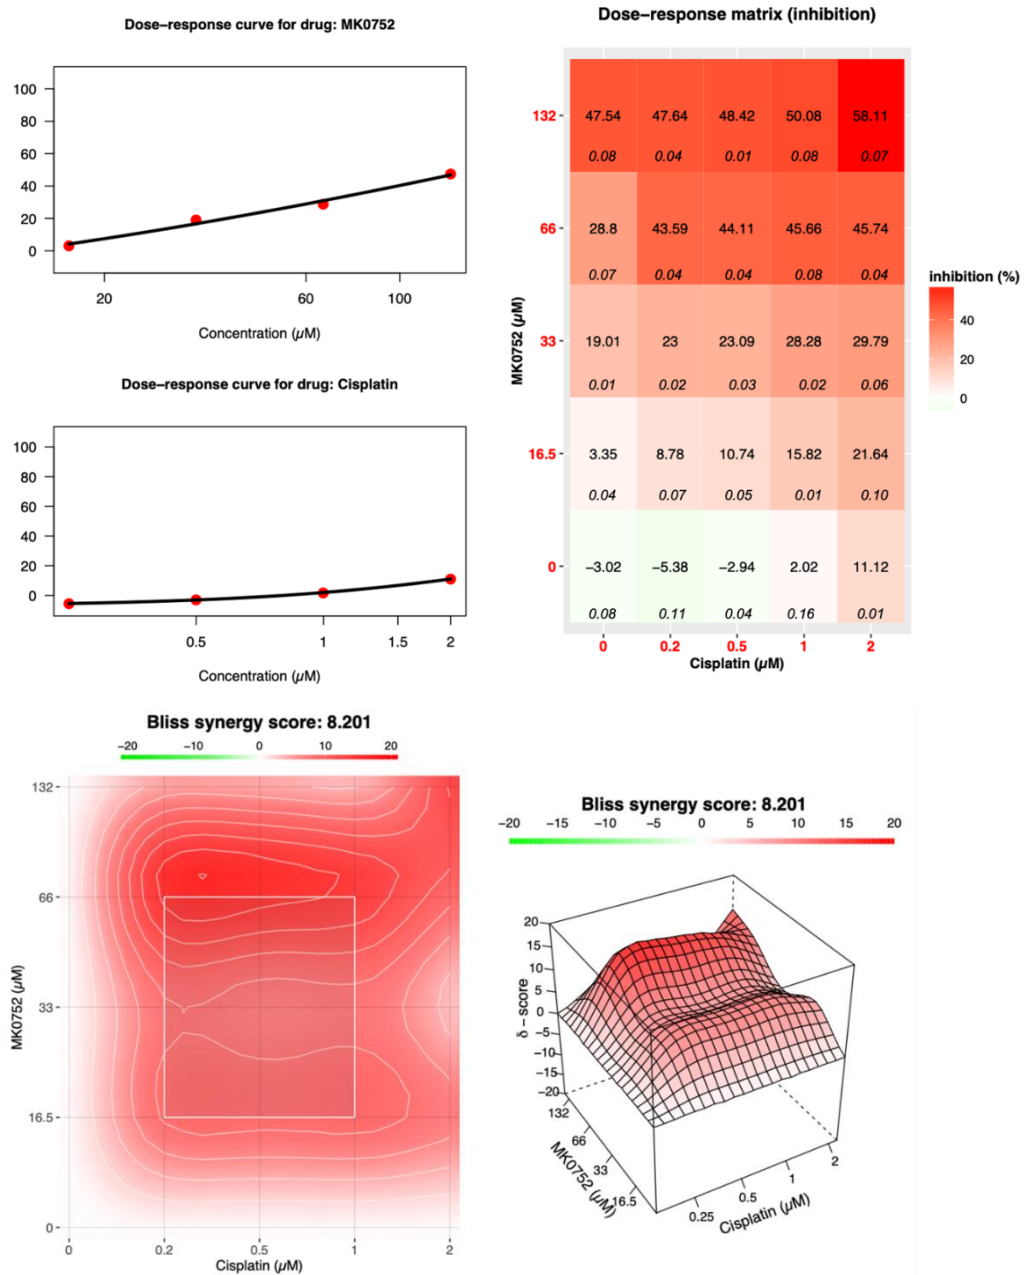 Dose−response curve for drug: MK0752
100
80
60
40
20
0
20 60 100
Concentration (µM)
Dose−response curve for drug: Cisplatin
100
80
60
40
20
0
0.5 1 1.5 2
Concentration (µM)
Dose−response matrix (inhibition)
MK0752 (µM)
132 47.54 47.64 48.42 50.08 58.11
0.08 0.04 0.01 0.08 0.07
66 28.8 43.59 44.11 45.66 45.74
0.07 0.04 0.04 0.08 0.04
33 19.01 23 23.09 28.28 29.79
0.01 0.02 0.03 0.02 0.06
16.5 3.35 8.78 10.74 15.82 21.64
0.04 0.07 0.05 0.01 0.10
0 −3.02 −5.38 −2.94 2.02 11.12
0.08 0.11 0.04 0.16 0.01
0 0.2 0.5 1 2
Cisplatin (µM)
inhibition (%)
40
20
0
Bliss synergy score: 8.201
−20 −10 0 10 20
MK0752 (µM)
132
66
33
16.5
0
0 0.2 0.5 1 2
Cisplatin (µM)
Bliss synergy score: 8.201
−20 −15 −10 −5 0 5 10 15 20
δ − score
20
15
10
5
0
−5
−10
−15
−20
132
66
33
16.5
MK0752 (µM)
0.25
0.5
1
2
Cisplatin (µM)